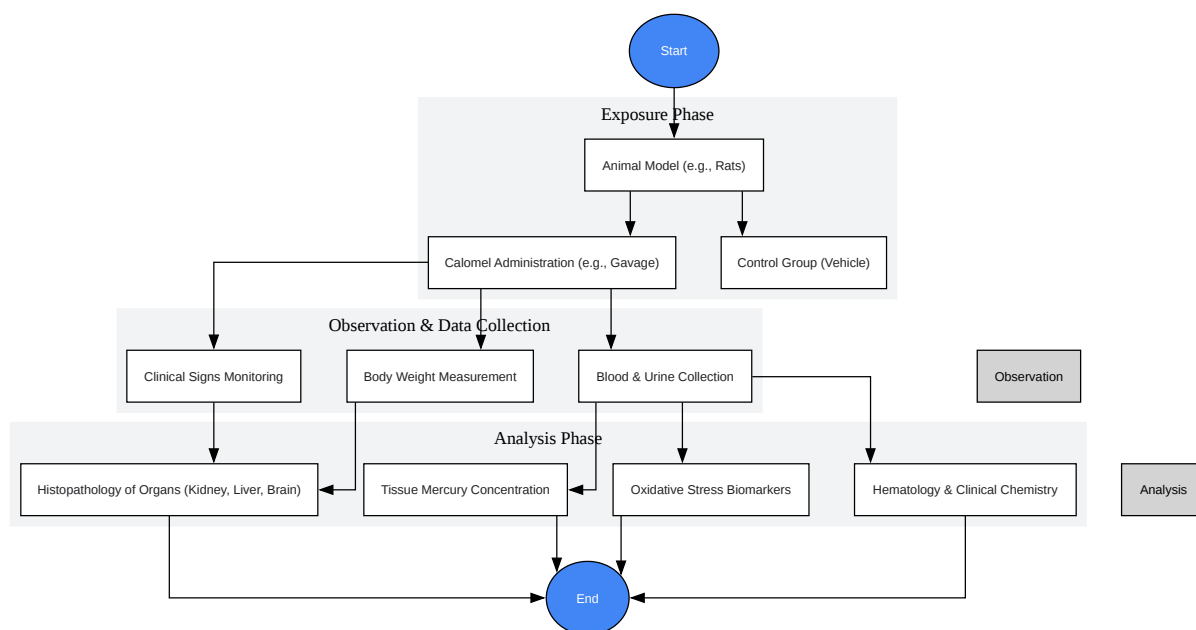 Start
Exposure Phase
Animal Model (e.g., Rats)
Calomel Administration (e.g., Gavage)
Control Group (Vehicle)
Observation & Data Collection
Clinical Signs Monitoring
Body Weight Measurement
Blood & Urine Collection
Observation
Analysis Phase
Histopathology of Organs (Kidney, Liver, Brain)
Tissue Mercury Concentration
Oxidative Stress Biomarkers
Hematology & Clinical Chemistry
Analysis
End